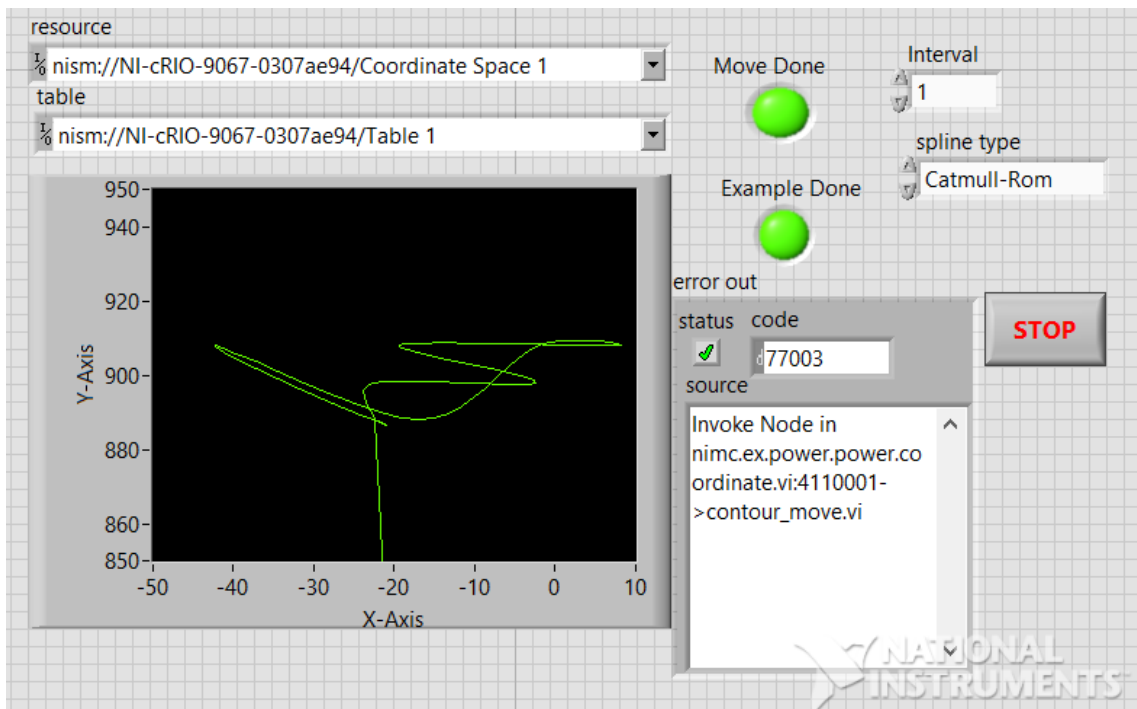 resource
nism://NI-cRIO-9067-0307ae94/Coordinate Space 1
table
nism://NI-cRIO-9067-0307ae94/Table 1
Move Done
Interval
1
spline type
Catmull-Rom
Example Done
950
940
920
900
880
860
850
Y-Axis
-50
-40
-30
-20
-10
0
10
X-Axis
error out
status
code
77003
source
Invoke Node in
nimc.ex.power.power.co
ordinate.vi:4110001-
>contour_move.vi
STOP
NATIONAL
INSTRUMENTS